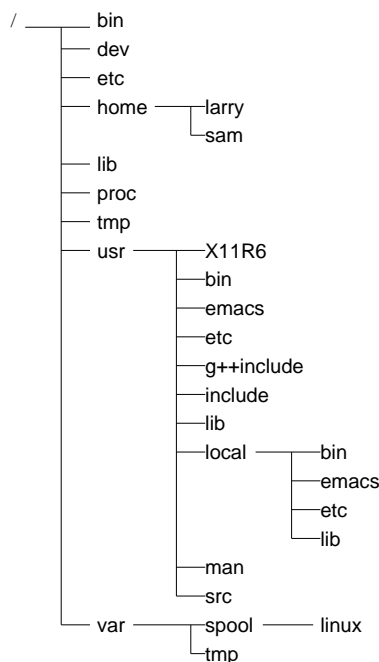 / bin
dev
etc
home larry
sam
lib
proc
tmp
usr X11R6
bin
emacs
etc
g++include
include
lib
local bin
emacs
etc
lib
man
src
var spool linux
tmp